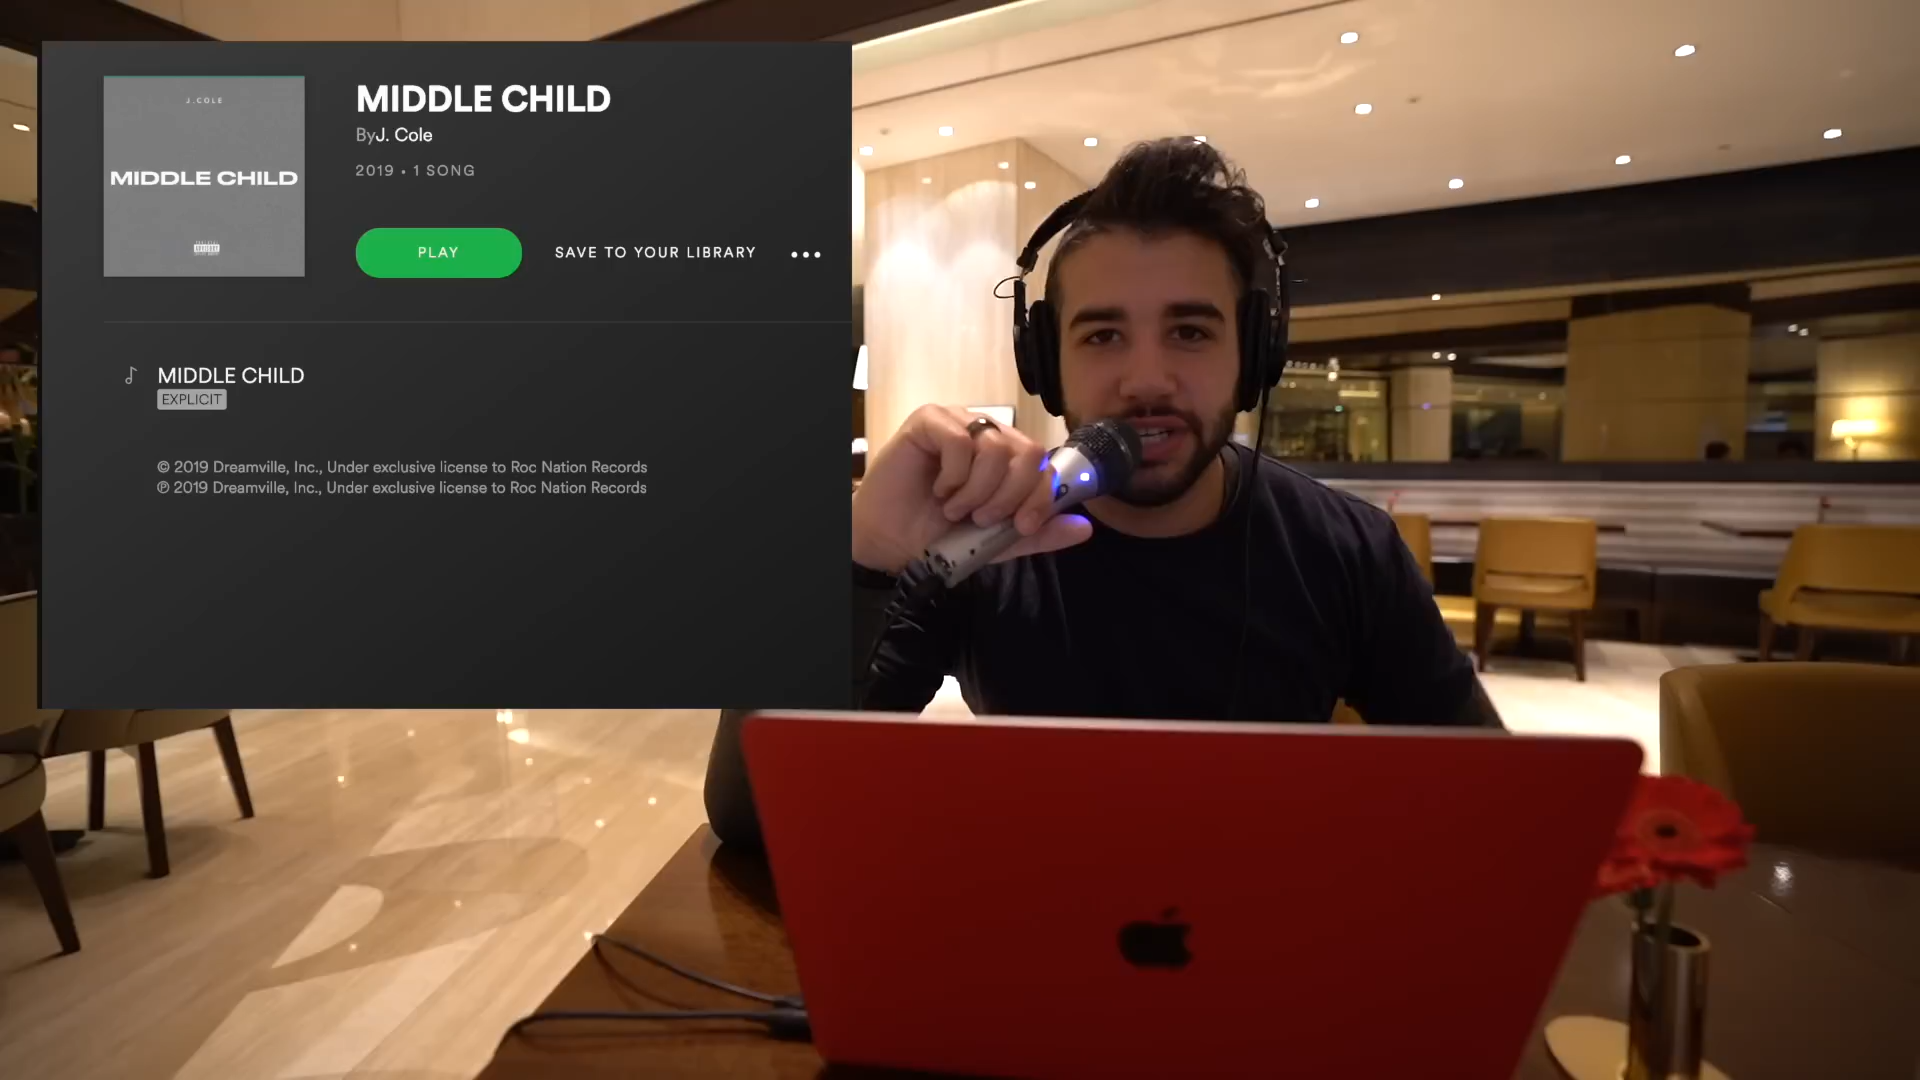 J.COLE
MIDDLE CHILD
MIDDLE CHILD
ByJ. Cole
2019 • 1 SONG
PLAY
SAVE TO YOUR LIBRARY
MIDDLE CHILD
EXPLICIT
© 2019 Dreamville, Inc., Under exclusive license to Roc Nation Records
℗ 2019 Dreamville, Inc., Under exclusive license to Roc Nation Records